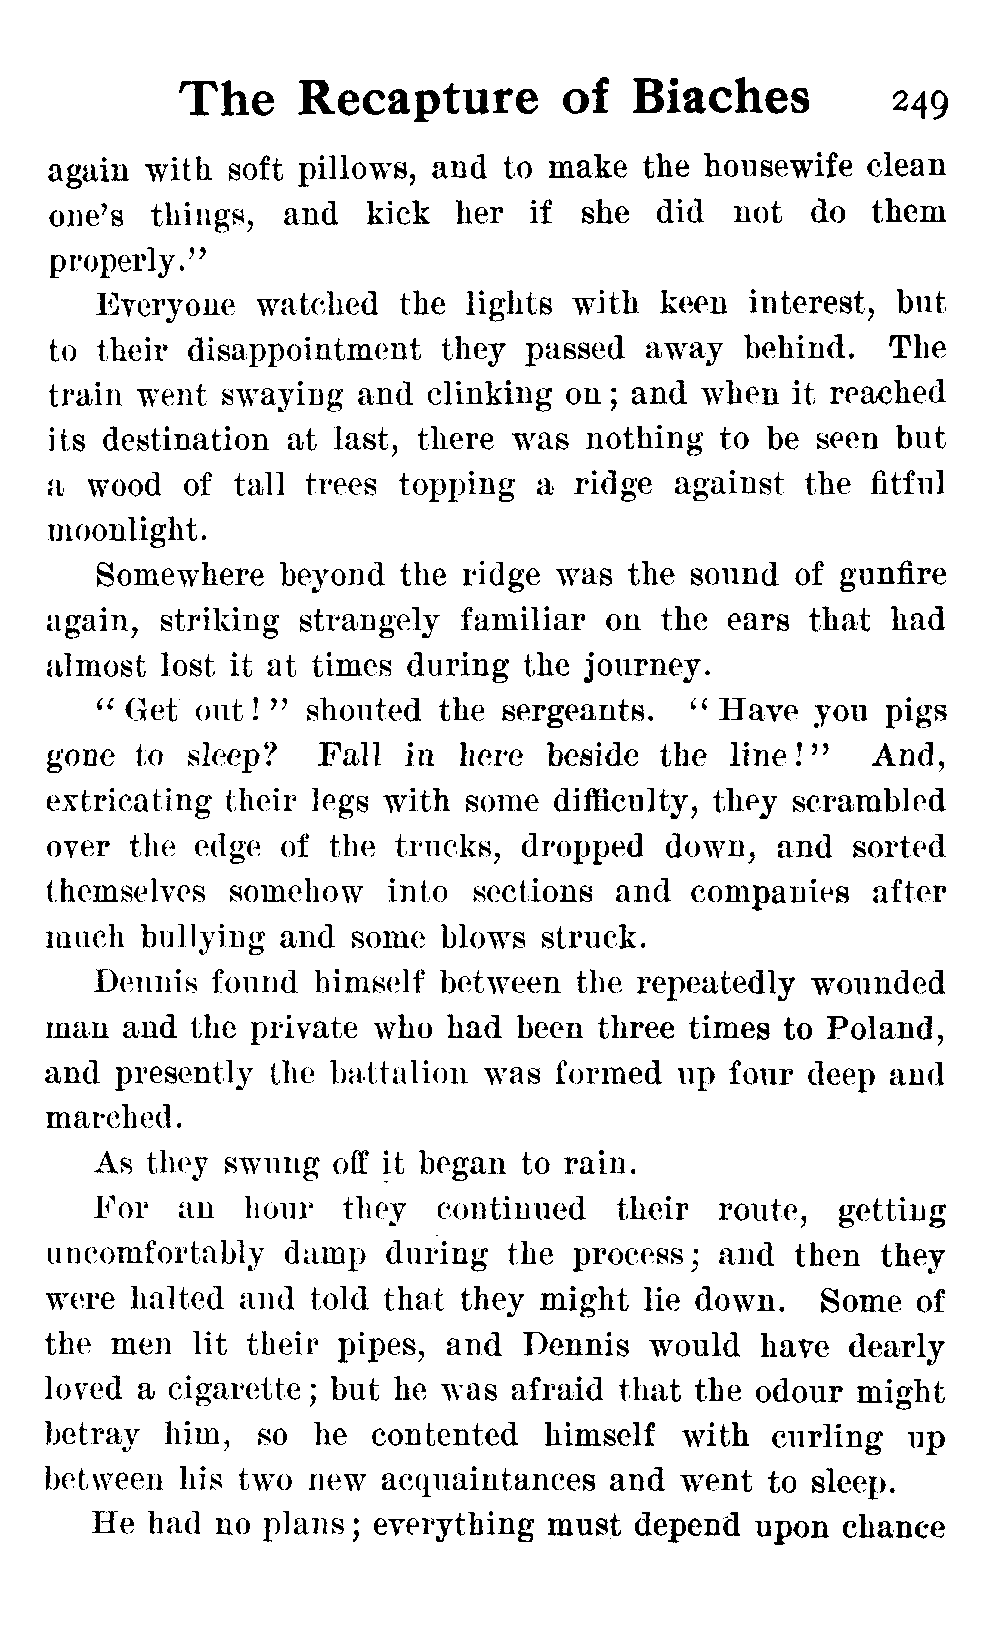 The Recapture of Biaches 249
again with soft pillows, and to make the housewife clean
one's things, and kick her if she did not do them
properly."
Everyone watched the lights with keen interest, but
to their disappointment they passed away behind. The
train went swaying and clinking on; and when it reached
its destination at last, there was nothing to be seen but
a wood of tall trees topping a ridge against the fitful
moonlight.
Somewhere beyond the ridge was the sound of gunfire
again, striking strangely familiar on the ears that had
almost lost it at times during the journey.
"Get out!" shouted the sergeants. "Have you pigs
gone to sleep? Fall in here beside the line!" And,
extricating their legs with some difficulty, they scrambled
over the edge of the trucks, dropped down, and sorted
themselves somehow into sections and companies after
much bullying and some blows struck.
Dennis found himself between the repeatedly wounded
man and the private who had been three times to Poland,
and presently the battalion was formed up four deep and
marched.
As they swung off it began to rain.
For an hour they continued their route, getting
uncomfortably damp during the process; and then they
were halted and told that they might lie down. Some of
the men lit their pipes, and Dennis would have dearly
loved a cigarette; but he was afraid that the odour might
betray him, so he contented himself with curling up
between his two new acquaintances and went to sleep.
He had no plans; everything must depend upon chance